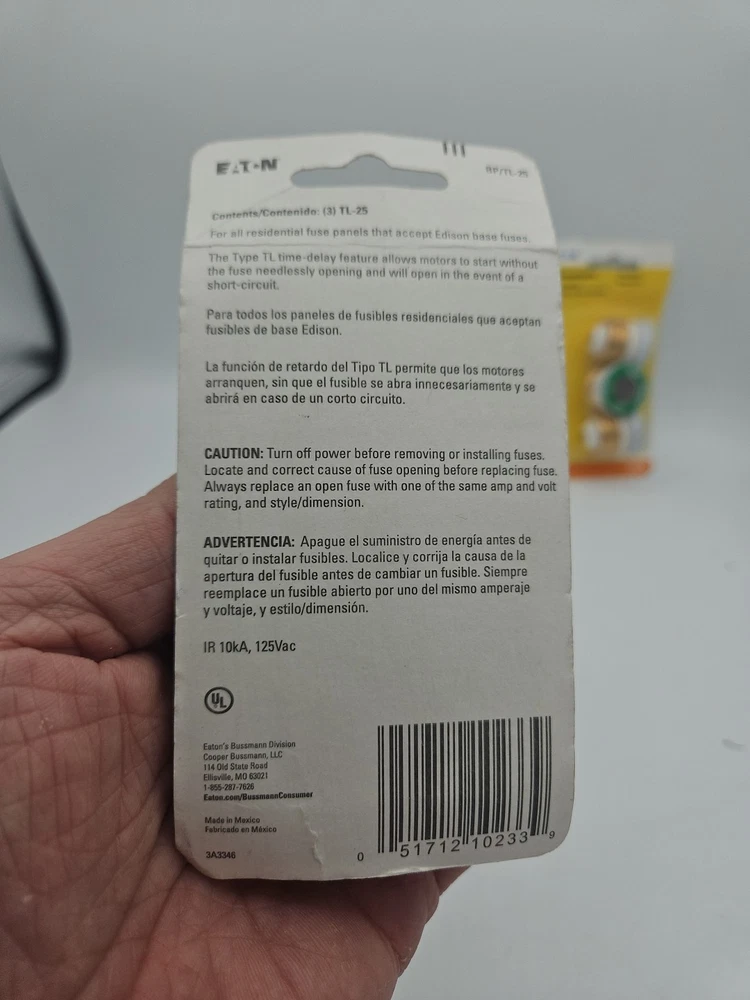 EATON
BP/TL-25
Contents/Contenido: (3) TL-25
For all residential fuse panels that accept Edison base fuses.
The Type TL time-delay feature allows motors to start without
the fuse needlessly opening and will open in the event of a
short-circuit.
Para todos los paneles de fusibles residenciales que aceptan
fusibles de base Edison.
La función de retardo del Tipo TL permite que los motores
arranquen, sin que el fusible se abra innecesariamente y se
abrirá en caso de un corto circuito.
CAUTION: Turn off power before removing or installing fuses.
Locate and correct cause of fuse opening before replacing fuse.
Always replace an open fuse with one of the same amp and volt
rating, and style/dimension.
ADVERTENCIA: Apague el suministro de energía antes de
quitar o instalar fusibles. Localice y corrija la causa de la
apertura del fusible antes de cambiar un fusible. Siempre
reemplace un fusible abierto por uno del mismo amperaje
y voltaje, y estilo/dimensión.
IR 10kA, 125Vac
UL
Eaton's Bussmann Division
Cooper Bussmann, LLC
114 Old State Road
Ellisville, MO 63021
1-855-287-7626
Eaton.com/BussmannConsumer
Made in Mexico
Fabricado en México
3A3346
0 51712 10233 9